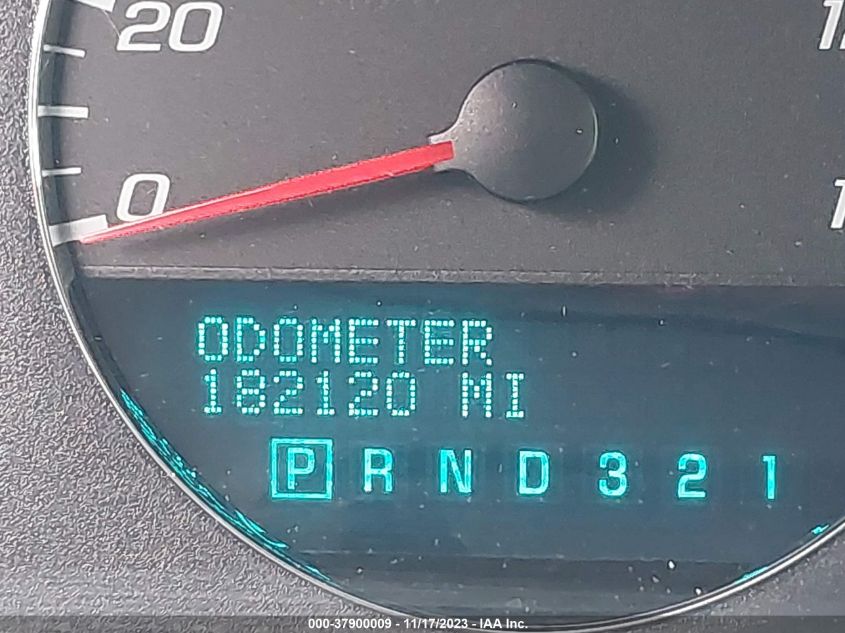 20
0
ODOMETER
182120 MI
P R N D 3 2 1
000-37900009 - 11/17/2023 - IAA Inc.